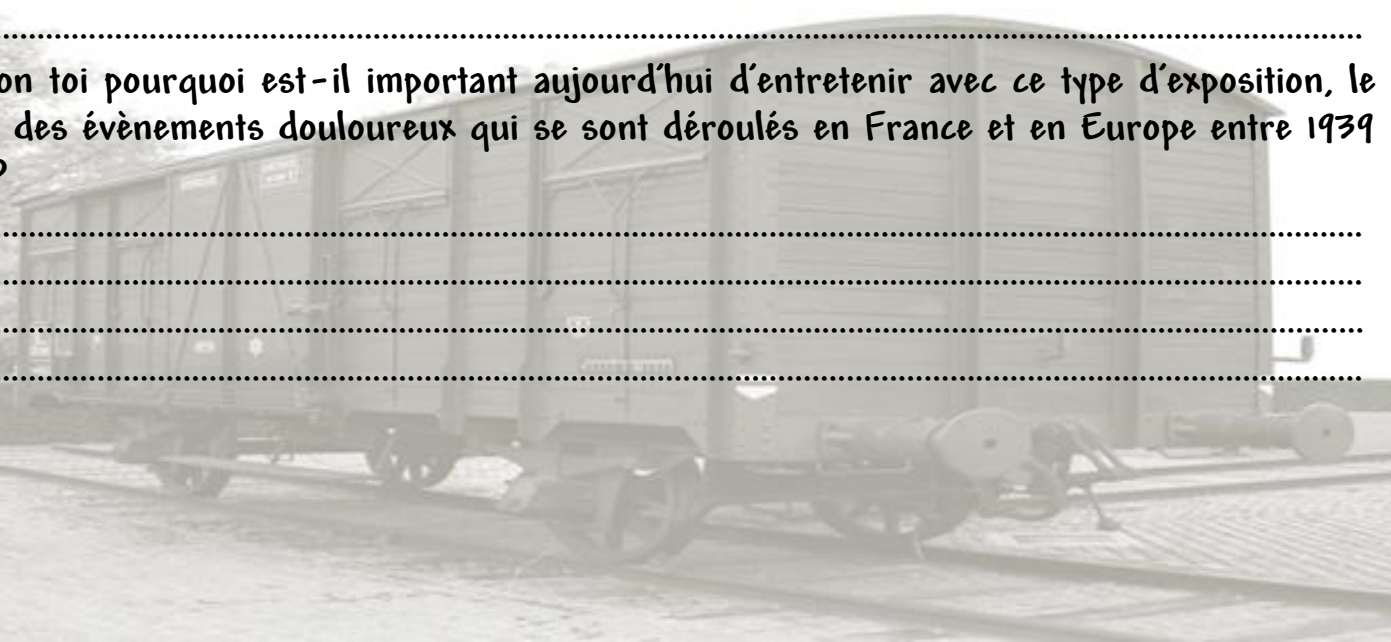 on toi pourquoi est-il important aujourd'hui d'entretenir avec ce type d'exposition, le
des évènements douloureux qui se sont déroulés en France et en Europe entre 1939
?